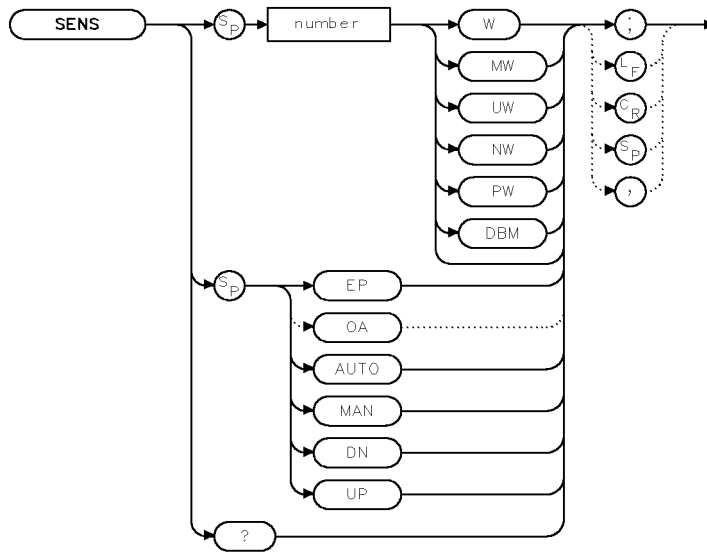 SENS
SP
number
W
;
MW
LF
UW
CR
NW
SP
PW
,
DBM
SP
EP
OA
AUTO
MAN
DN
UP
?